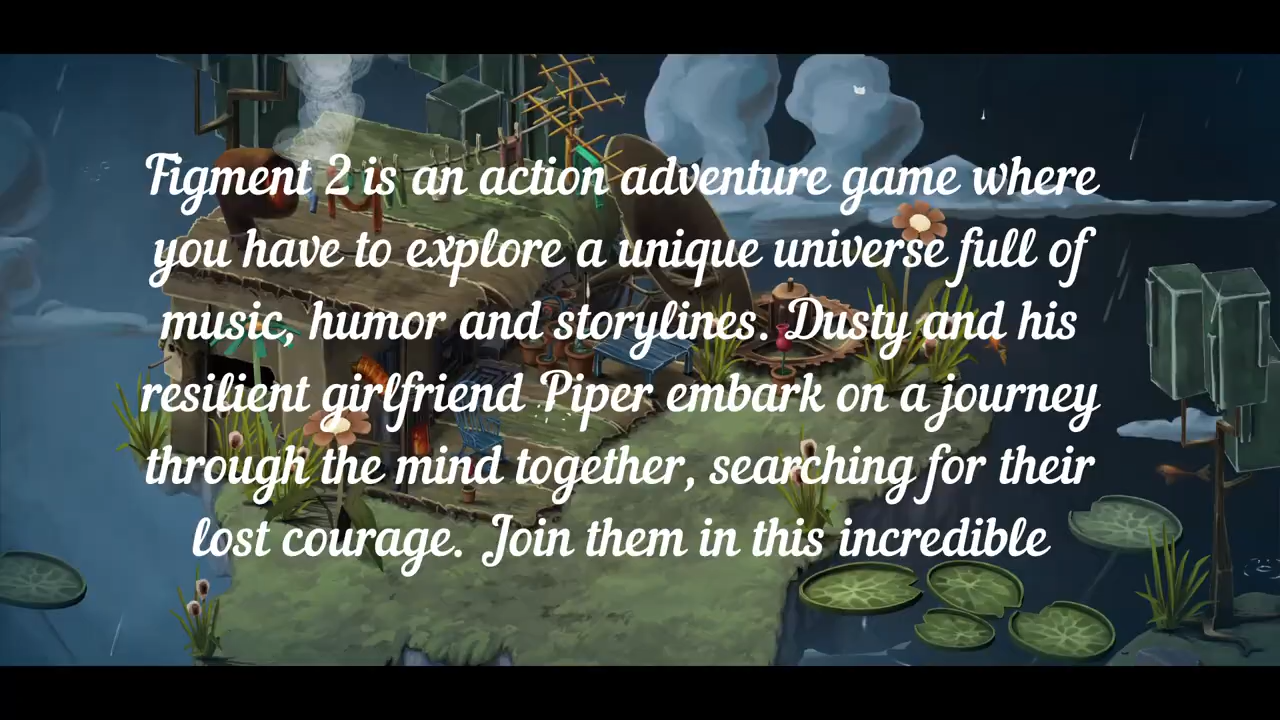 Figment 2 is an action adventure game where
you have to explore a unique universe full of
music, humor and storylines. Dusty and his
resilient girlfriend Piper embark on a journey
through the mind together, searching for their
lost courage. Join them in this incredible